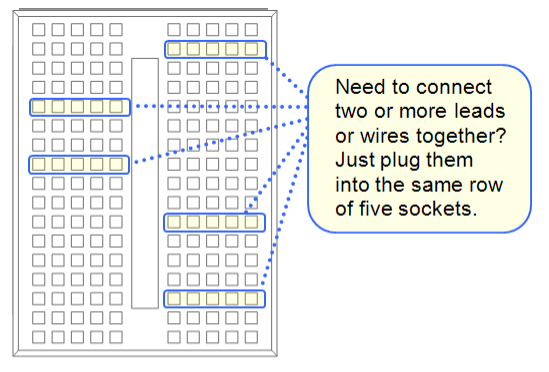 Need to connect
two or more leads
or wires together?
Just plug them
into the same row
of five sockets.